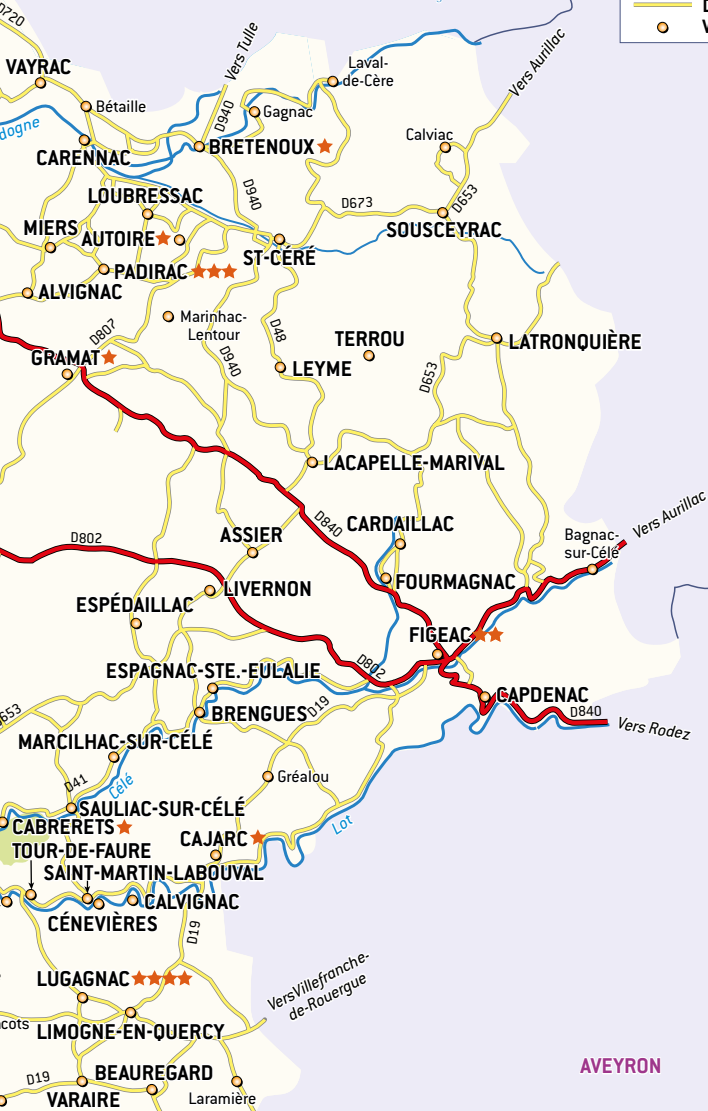 D720
Vers Tulle
VAYRAC
Laval-
de-Cère
Vers Aurillac
Bétaille
Gagnac
D940
Calviac
CARENNAC
BRETENOUX
D940
D653
LOUBRESSAC
D673
SOUSCEYRAC
MIERS
AUTOIRE
ST-CÉRÉ
PADIRAC
ALVIGNAC
Marinhac-
Lentour
D807
D48
TERROU
LATRONQUIÈRE
GRAMAT
D940
LEYME
D653
LACAPELLE-MARIVAL
Vers Aurillac
D840
CARDAILLAC
ASSIER
D802
Bagnac-
sur-Célé
FOURMAGNAC
LIVERNON
ESPÉDAILLAC
FIGEAC
ESPAGNAC-STE.-EULALIE
D802
CAPDENAC
D653
BRENGUES
D19
D840
Vers Rodez
MARCILHAC-SUR-CÉLÉ
D41
Célé
Gréalou
SAULIAC-SUR-CÉLÉ
CABRERETS
Lot
CAJARC
TOUR-DE-FAURE
SAINT-MARTIN-LABOUVAL
CALVIGNAC
CÉNEVIÈRES
D19
LUGAGNAC
VersVillefranche-
de-Rouergue
cots
LIMOGNE-EN-QUERCY
AVEYRON
D19
BEAUREGARD
VARAIRE
Laramière